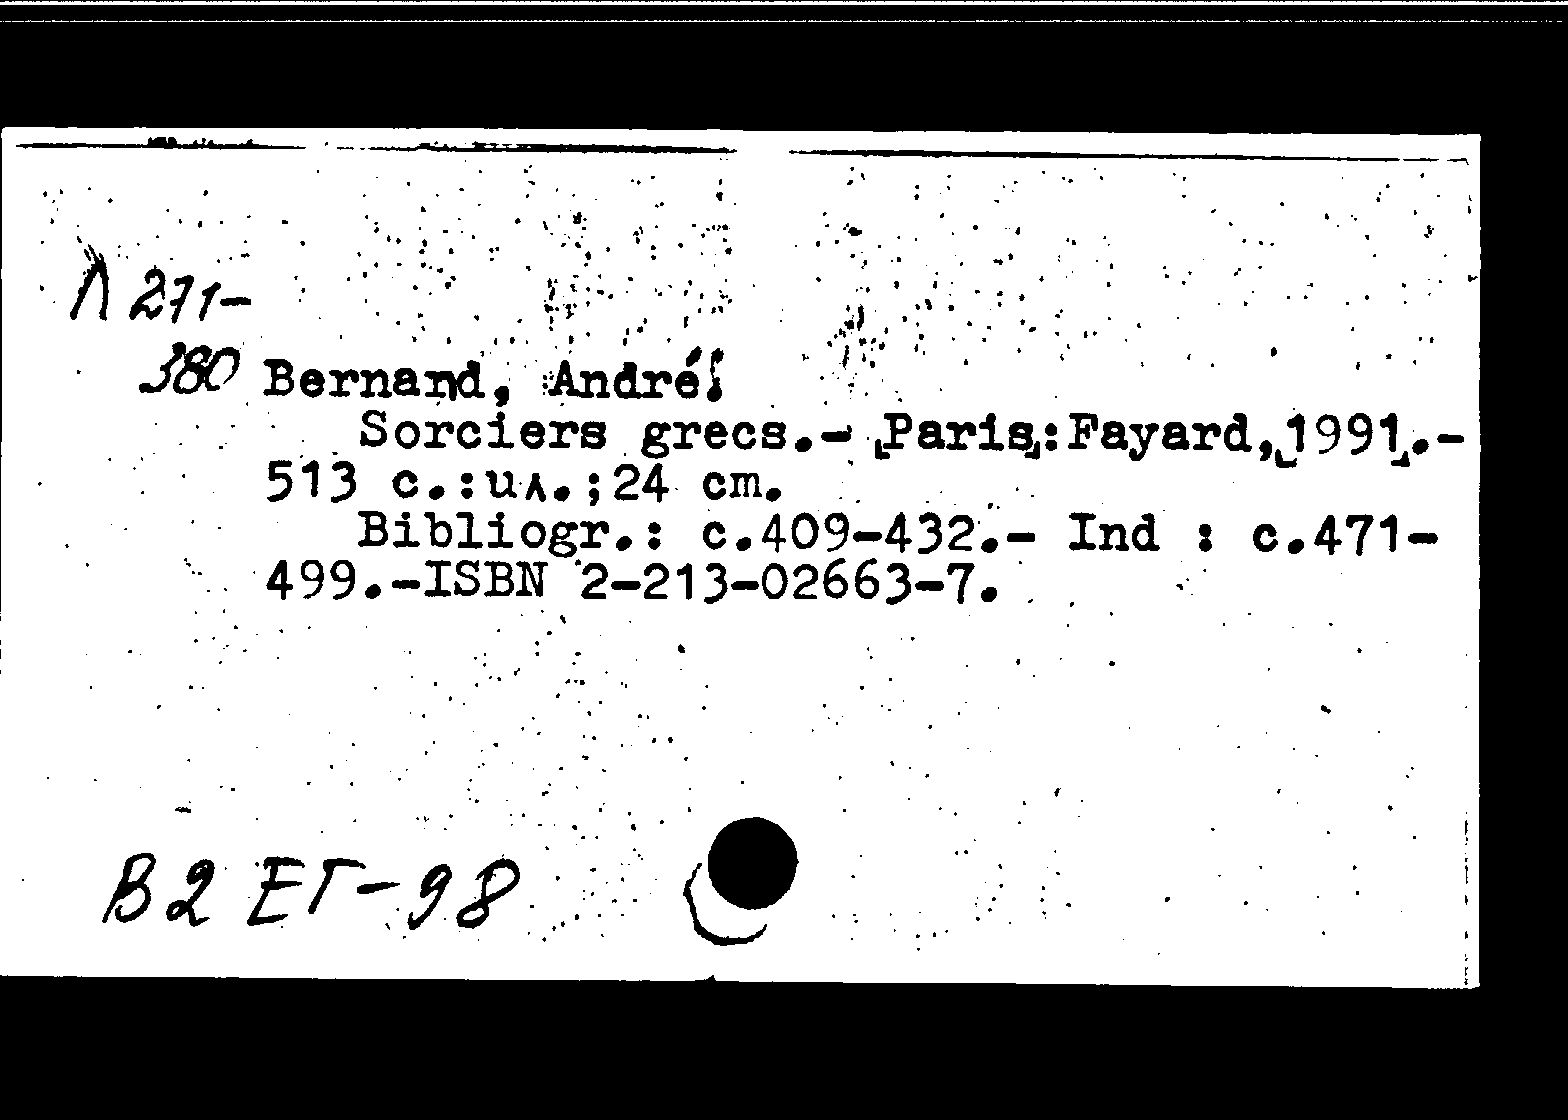 Л 271-
380 Bernand, André.
Sorciers grecs.- [Paris]:Fayard,[1991].-
513 с.:ил.;24 cm.
Bibliogr.: с.409-432.- Ind : с.471-
499.-ISBN 2-213-02663-7.
В2 ЕГ-98